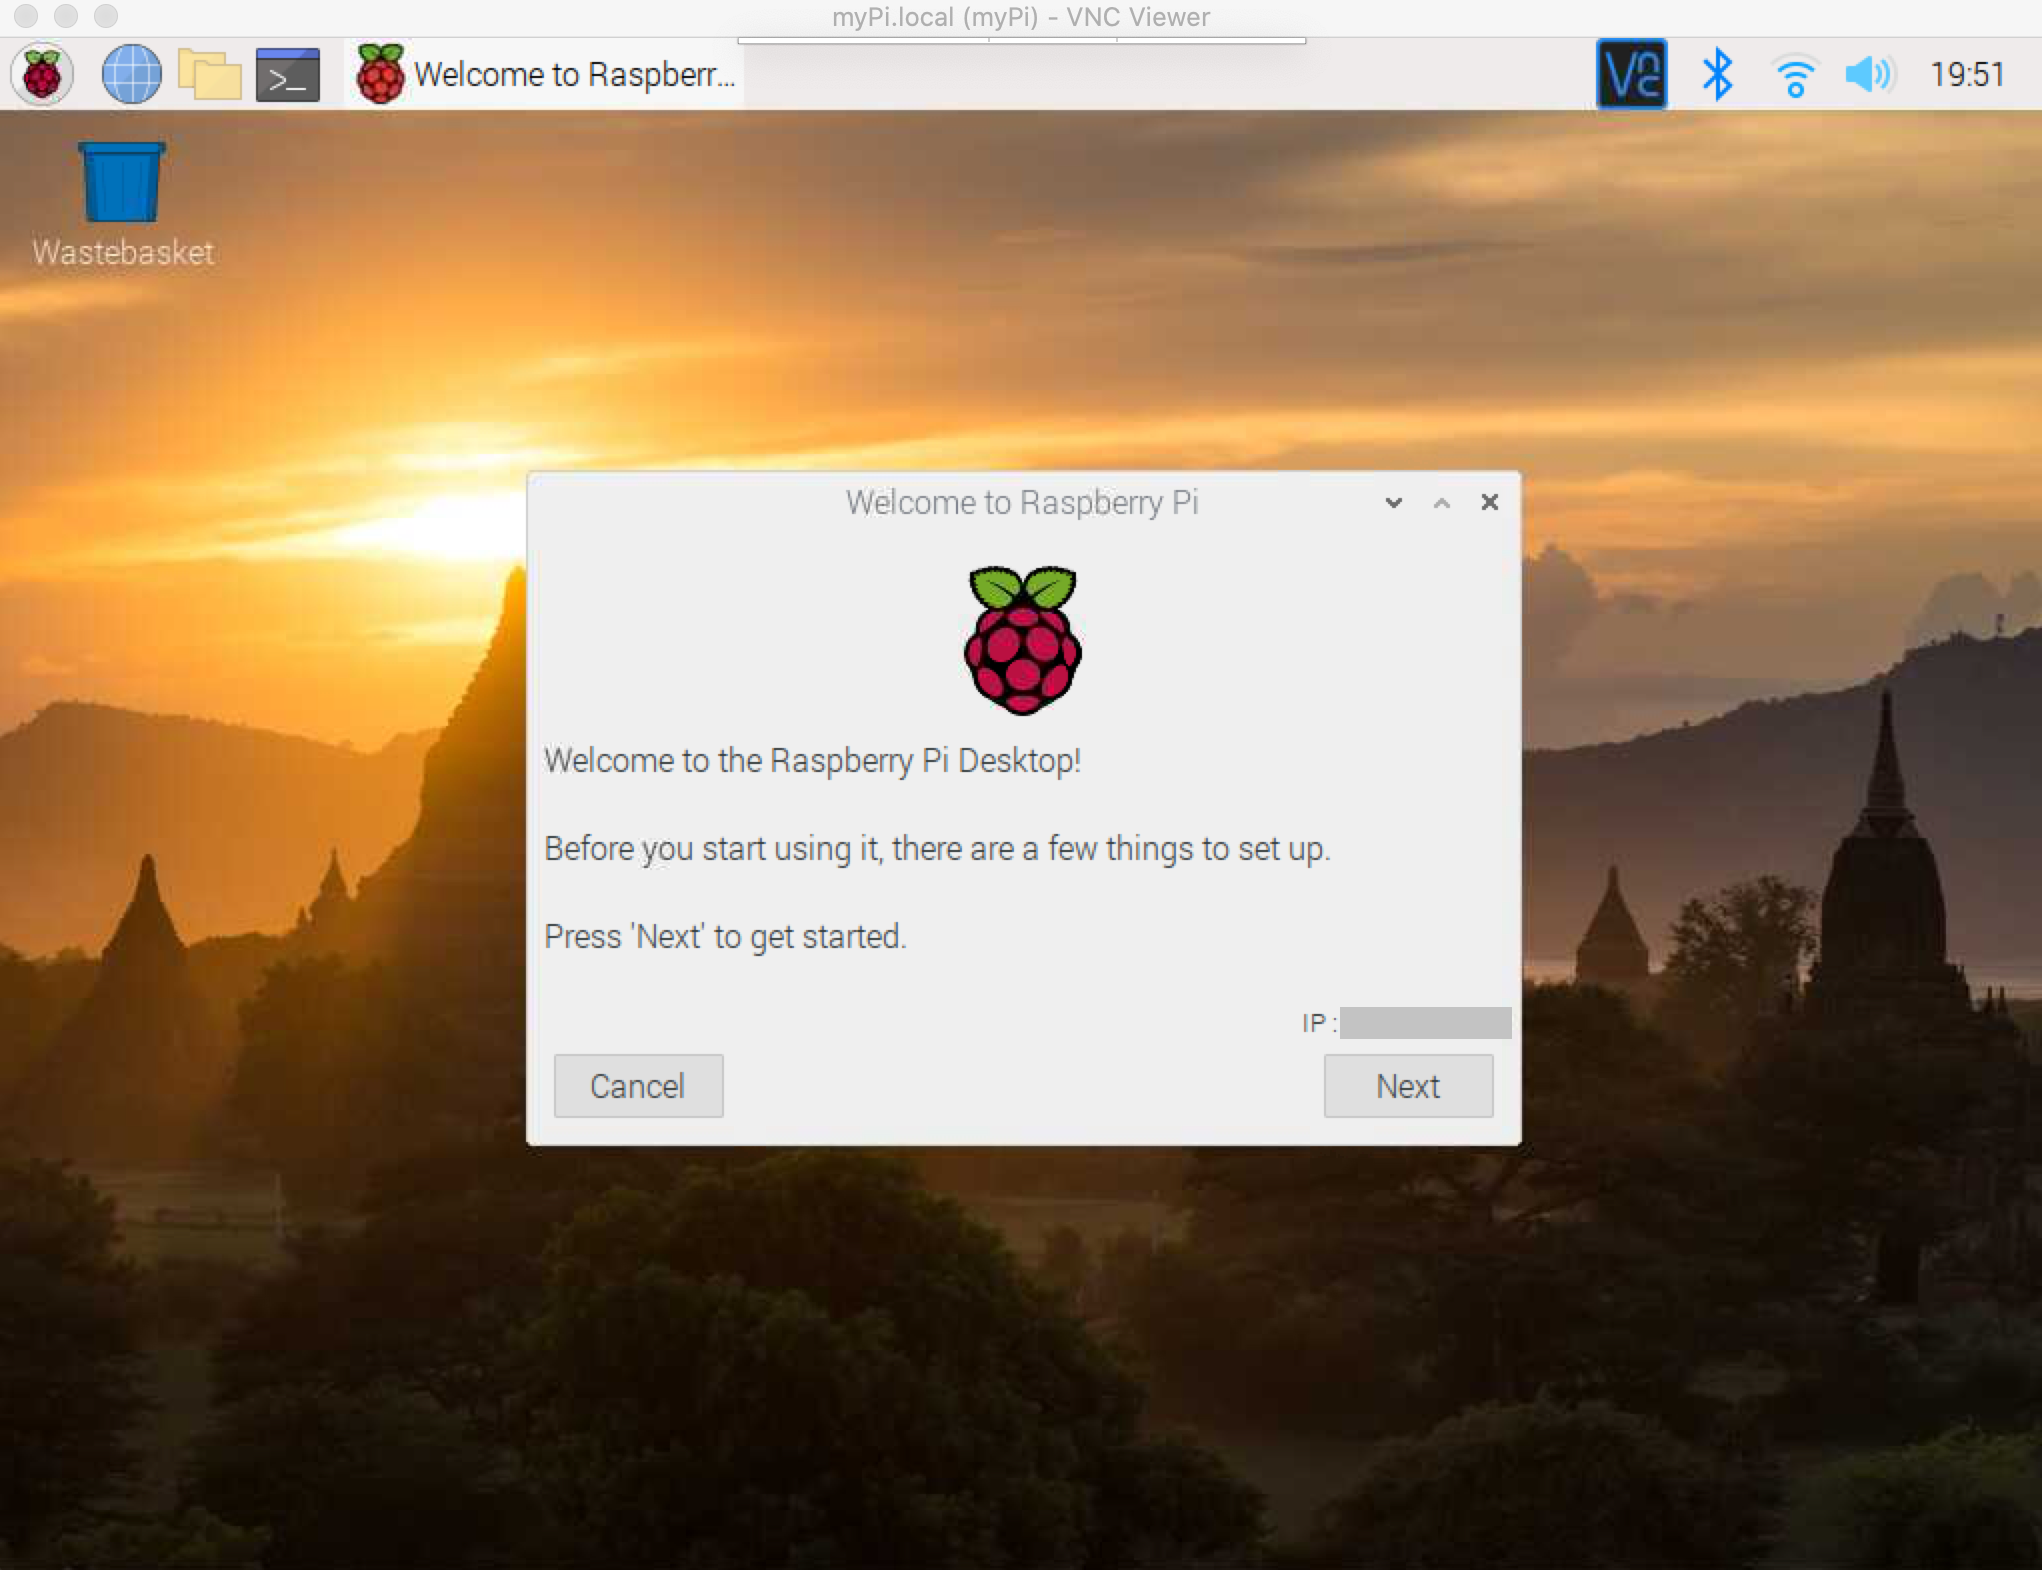 myPi.local (myPi) - VNC Viewer
Welcome to Raspberr...
19:51
Wastebasket
Welcome to Raspberry Pi
Welcome to the Raspberry Pi Desktop!
Before you start using it, there are a few things to set up.
Press 'Next' to get started.
IP :
Cancel
Next